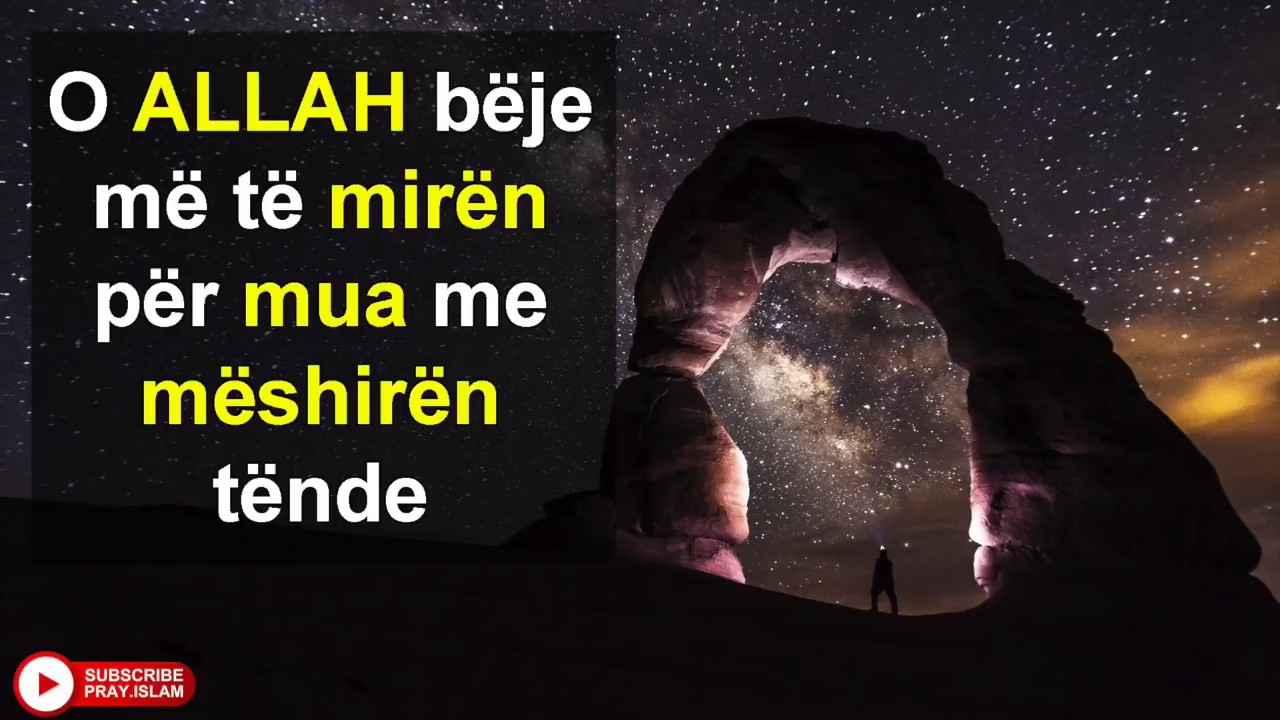 O ALLAH bëje
më të mirën
për mua me
mëshirën
tënde
SUBSCRIBE
PRAY.ISLAM